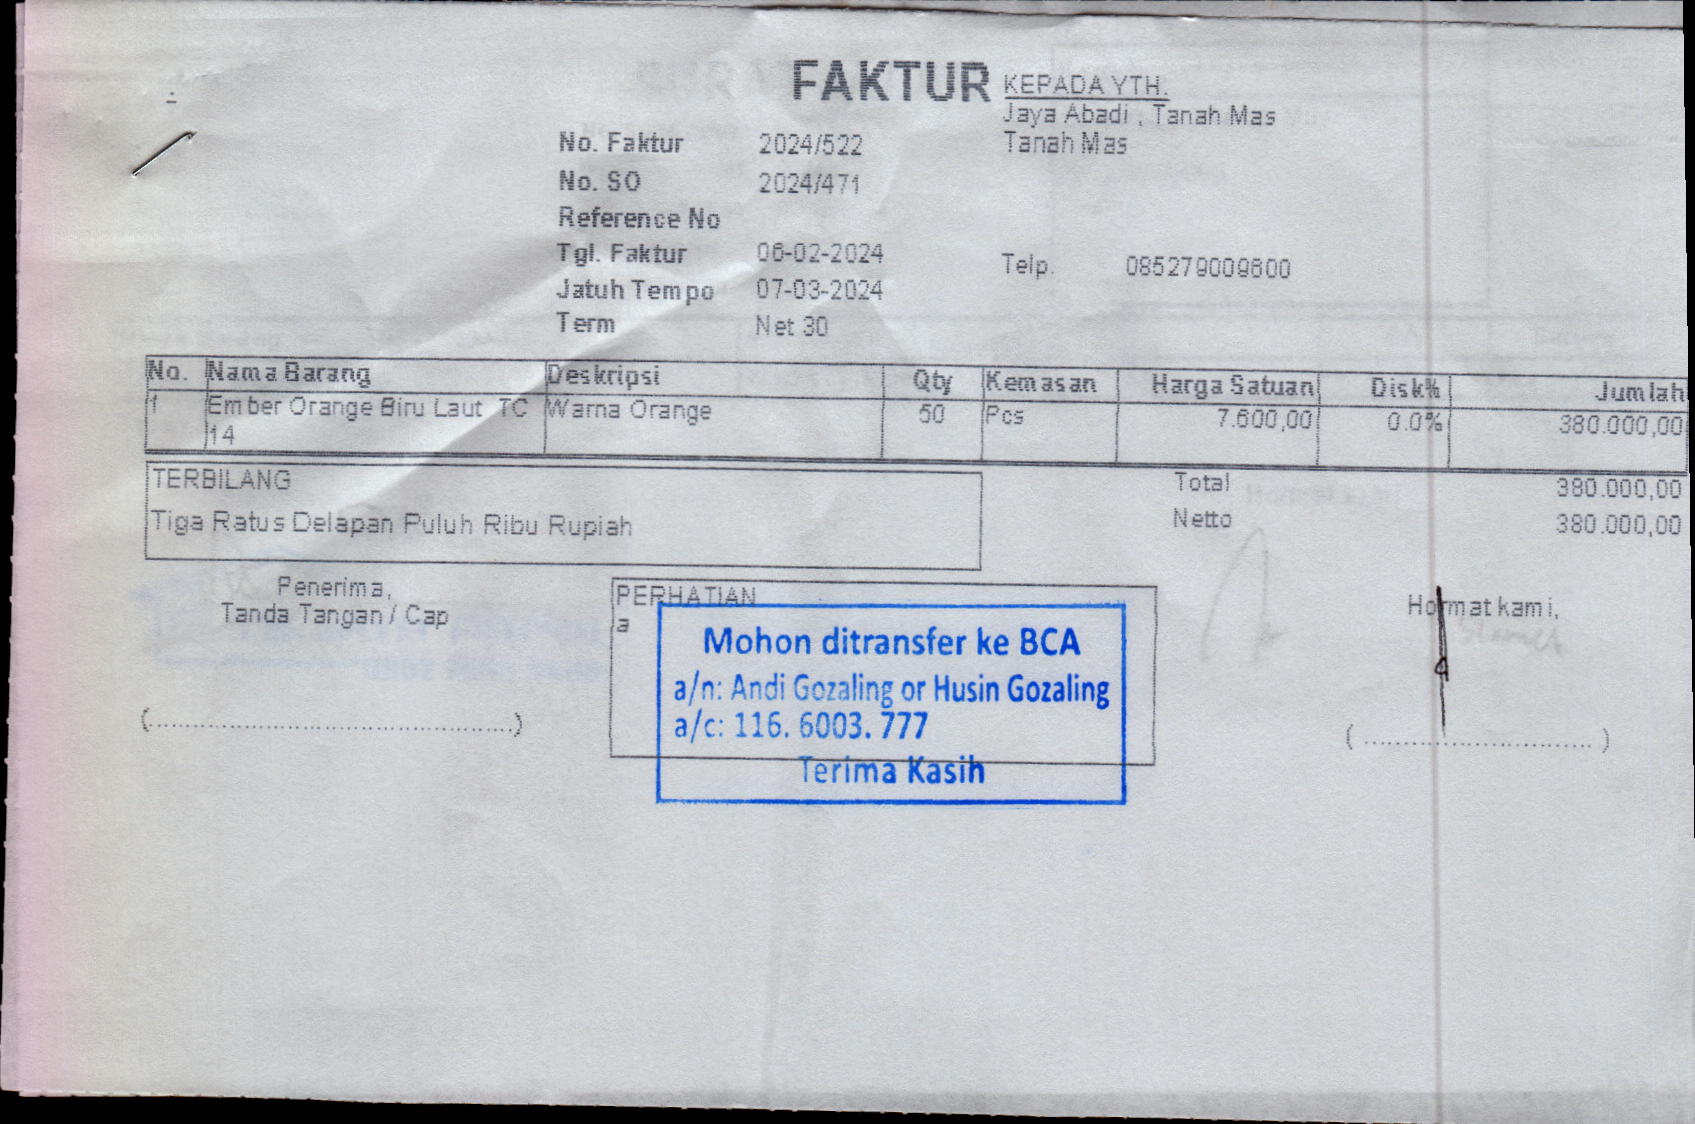 FAKTUR
KEPADA YTH.
Jaya Abadi , Tanah Mas
Tanah Mas
No. Faktur 2024/522
No. SO 2024/471
Reference No
Tgl. Faktur 06-02-2024
Jatuh Tempo 07-03-2024
Term Net 30
Telp. 085279009600
No. Nama Barang Deskripsi Qty Kemasan Harga Satuan Disk% Jumlah
1 Ember Orange Biru Laut TC Warna Orange 50 Pcs 7.600,00 0.0% 380.000,00
14
TERBILANG
Tiga Ratus Delapan Puluh Ribu Rupiah
Total 380.000,00
Netto 380.000,00
Penerima,
Tanda Tangan / Cap
(........................................)
PERHATIAN
a
Mohon ditransfer ke BCA
a/n: Andi Gozaling or Husin Gozaling
a/c: 116. 6003. 777
Terima Kasih
Hormat kami,
( ............................ )